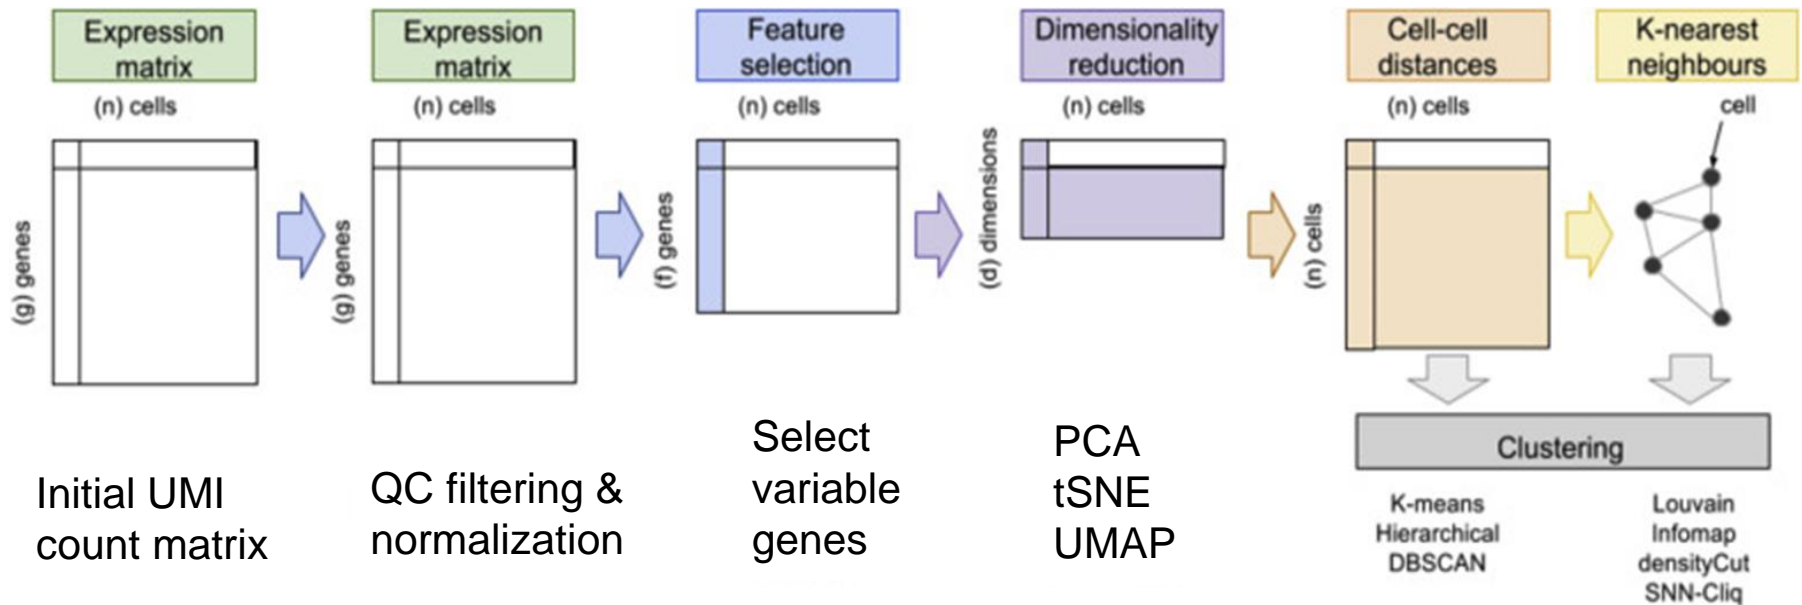 Expression
matrix
Expression
matrix
Feature
selection
Dimensionality
reduction
Cell-cell
distances
K-nearest
neighbours
(n) cells
(n) cells
(n) cells
(n) cells
(n) cells
cell
(g) genes
(g) genes
(f) genes
(d) dimensions
(n) cells
Initial UMI
count matrix
QC filtering &
normalization
Select
variable
genes
PCA
tSNE
UMAP
Clustering
K-means
Hierarchical
DBSCAN
Louvain
Infomap
densityCut
SNN-Cliq